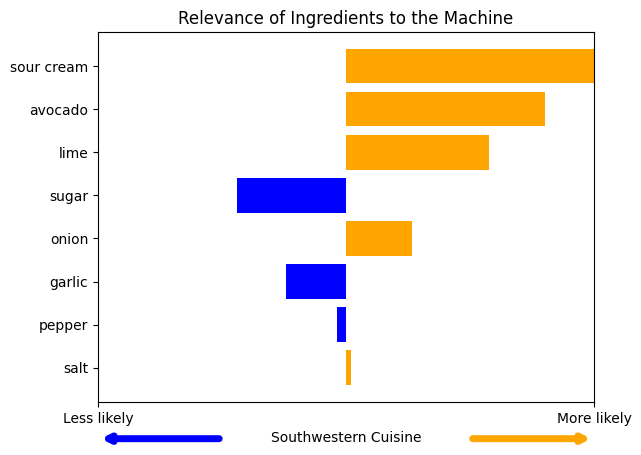 Relevance of Ingredients to the Machine
sour cream
avocado
lime
sugar
onion
garlic
pepper
salt
Less likely
More likely
Southwestern Cuisine